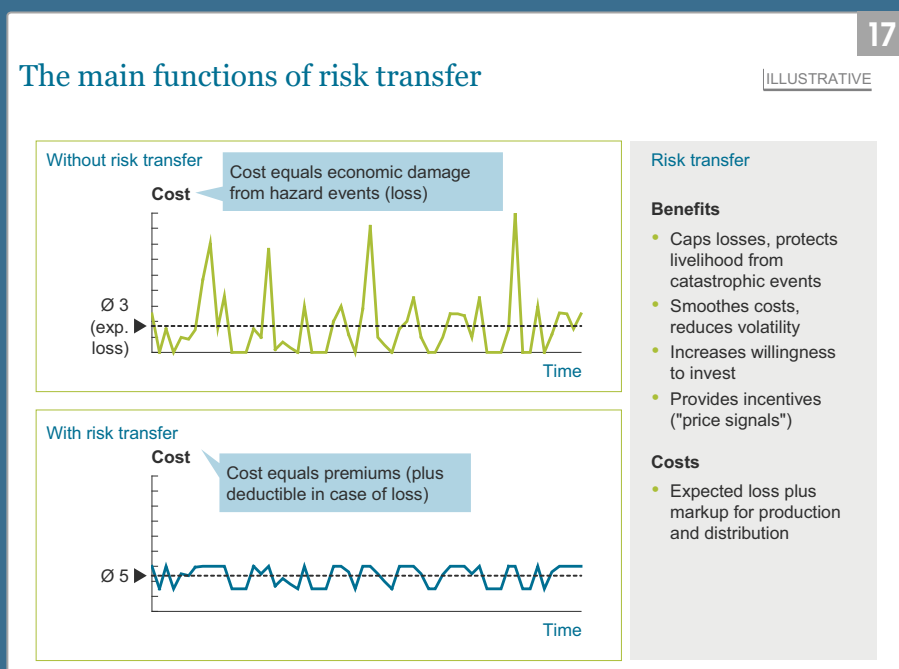 17
The main functions of risk transfer
ILLUSTRATIVE
Without risk transfer
Cost equals economic damage
from hazard events (loss)
Cost
Ø 3
(exp.
loss)
Time
With risk transfer
Cost
Cost equals premiums (plus
deductible in case of loss)
Ø 5
Time
Risk transfer
Benefits
• Caps losses, protects
livelihood from
catastrophic events
• Smoothes costs,
reduces volatility
• Increases willingness
to invest
• Provides incentives
("price signals")
Costs
• Expected loss plus
markup for production
and distribution